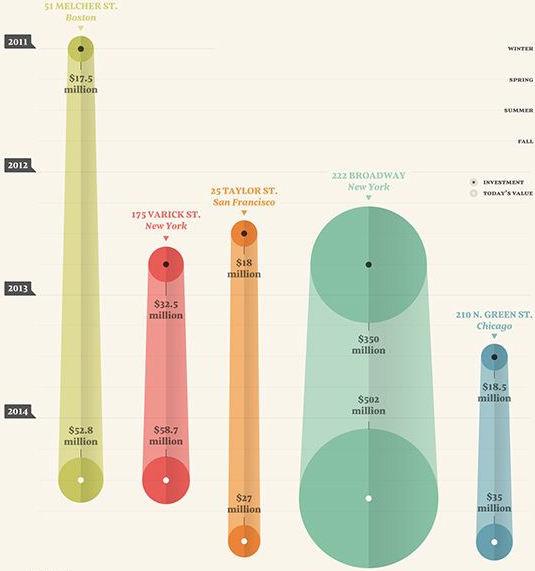 51 MELCHER ST.
Boston
2011
WINTER
$17.5
million
SPRING
SUMMER
FALL
2012
222 BROADWAY
New York
INVESTMENT
TODAY'S VALUE
25 TAYLOR ST.
San Francisco
175 VARICK ST.
New York
$18
million
2013
$32.5
million
210 N. GREEN ST.
Chicago
$350
million
$18.5
million
$502
million
2014
$52.8
million
$58.7
million
$27
million
$35
million